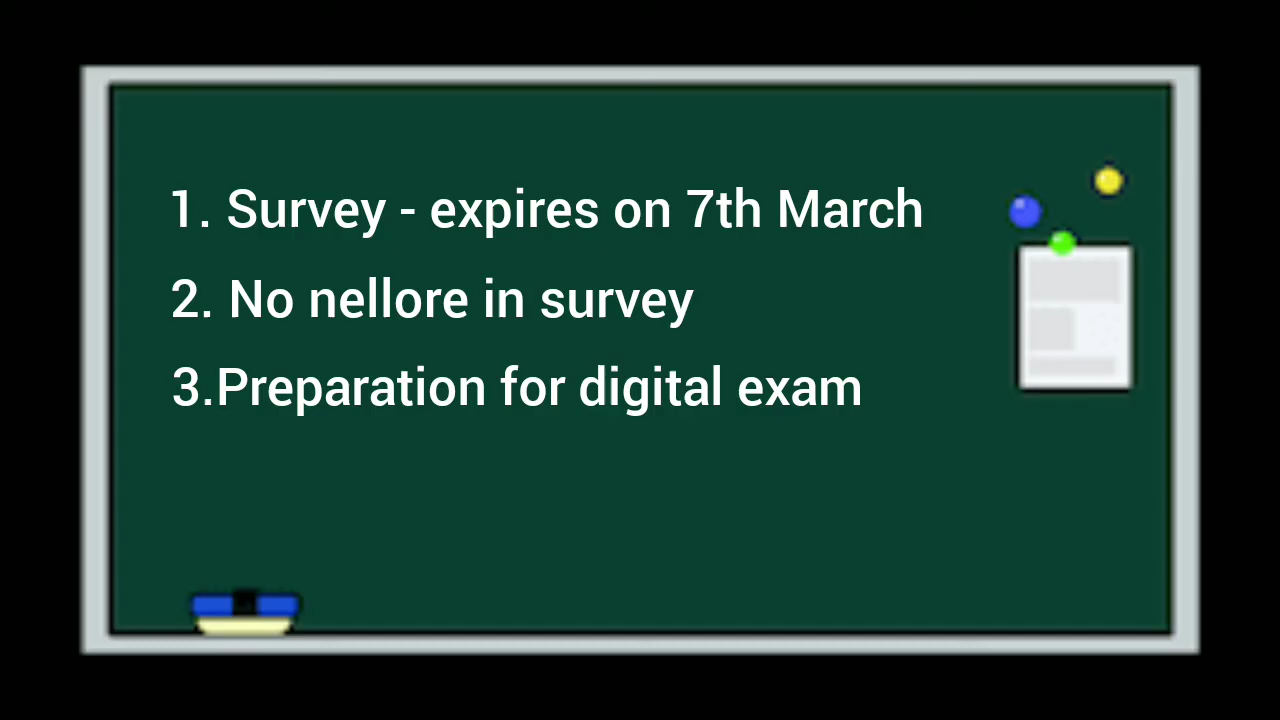 1. Survey - expires on 7th March
2. No nellore in survey
3.Preparation for digital exam